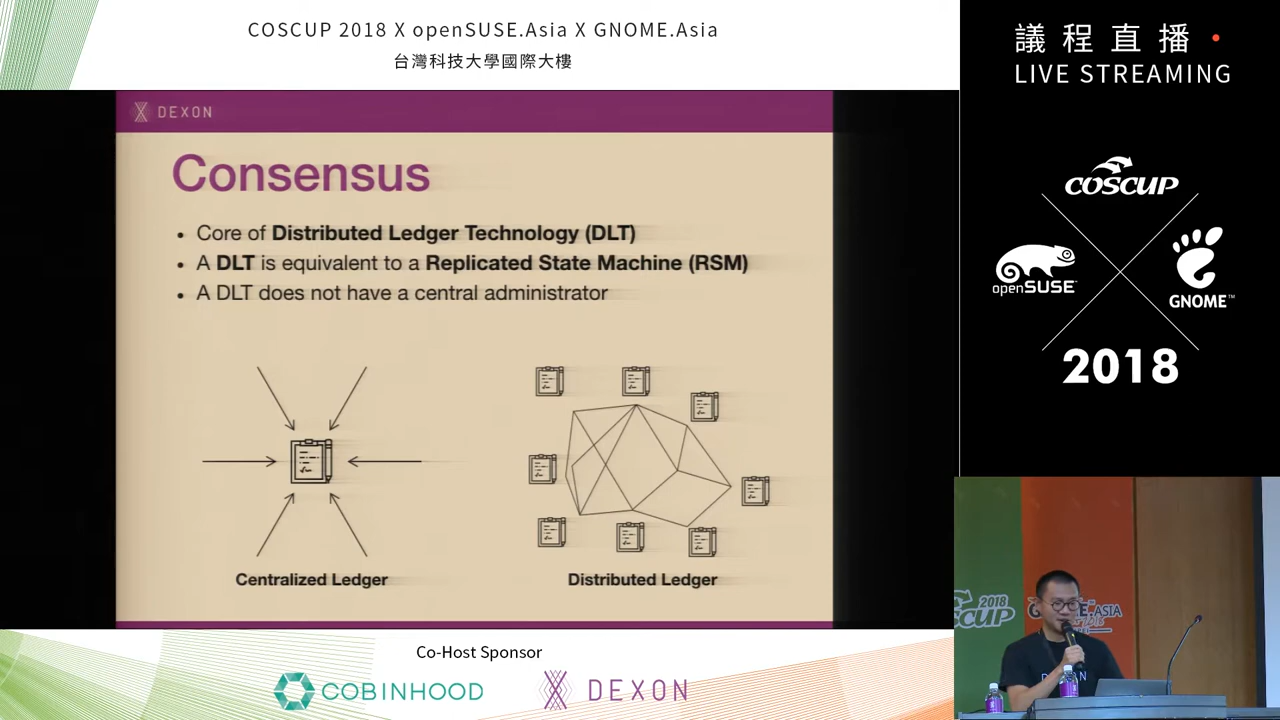 COSCUP 2018 X openSUSE.Asia X GNOME.Asia
台灣科技大學國際大樓
議程直播
LIVE STREAMING
DEXON
Consensus
• Core of Distributed Ledger Technology (DLT)
• A DLT is equivalent to a Replicated State Machine (RSM)
• A DLT does not have a central administrator
Centralized Ledger
Distributed Ledger
COSCUP
openSUSE
GNOME™
2018
Co-Host Sponsor
COBINHOOD
DEXON
2018